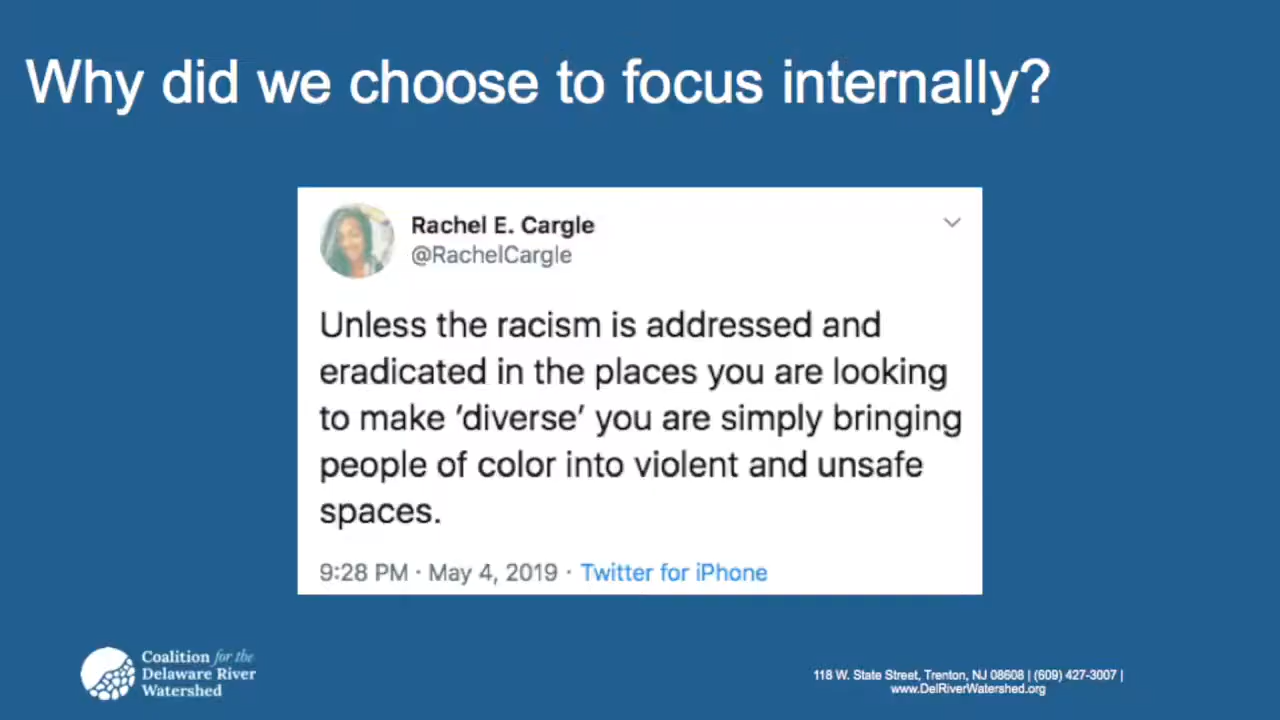 Why did we choose to focus internally?
Rachel E. Cargle
@RachelCargle
Unless the racism is addressed and
eradicated in the places you are looking
to make ‘diverse’ you are simply bringing
people of color into violent and unsafe
spaces.
9:28 PM · May 4, 2019 · Twitter for iPhone
Coalition for the
Delaware River
Watershed
118 W. State Street, Trenton, NJ 08608 | (609) 427-3007 |
www.DelRiverWatershed.org